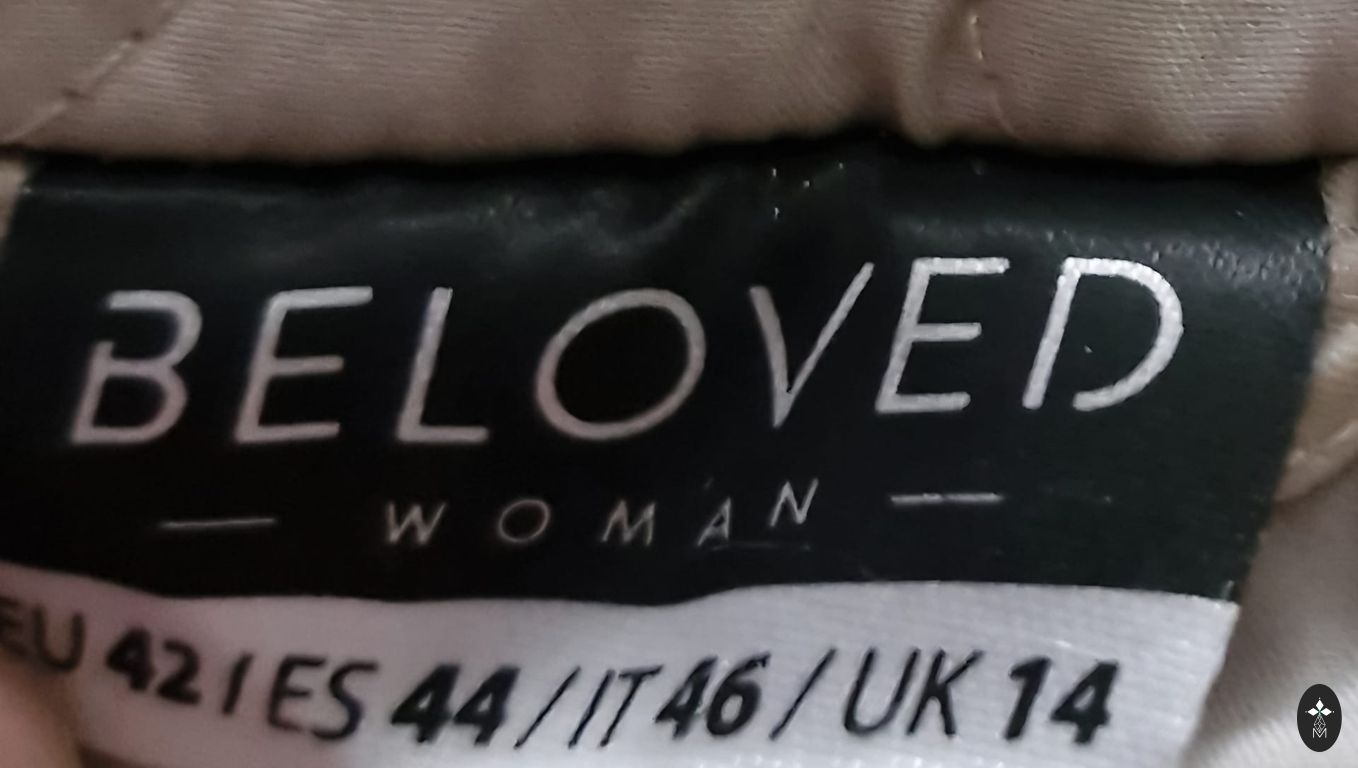 BELOVED
WOMAN
EU 42 / ES 44 / IT 46 / UK 14